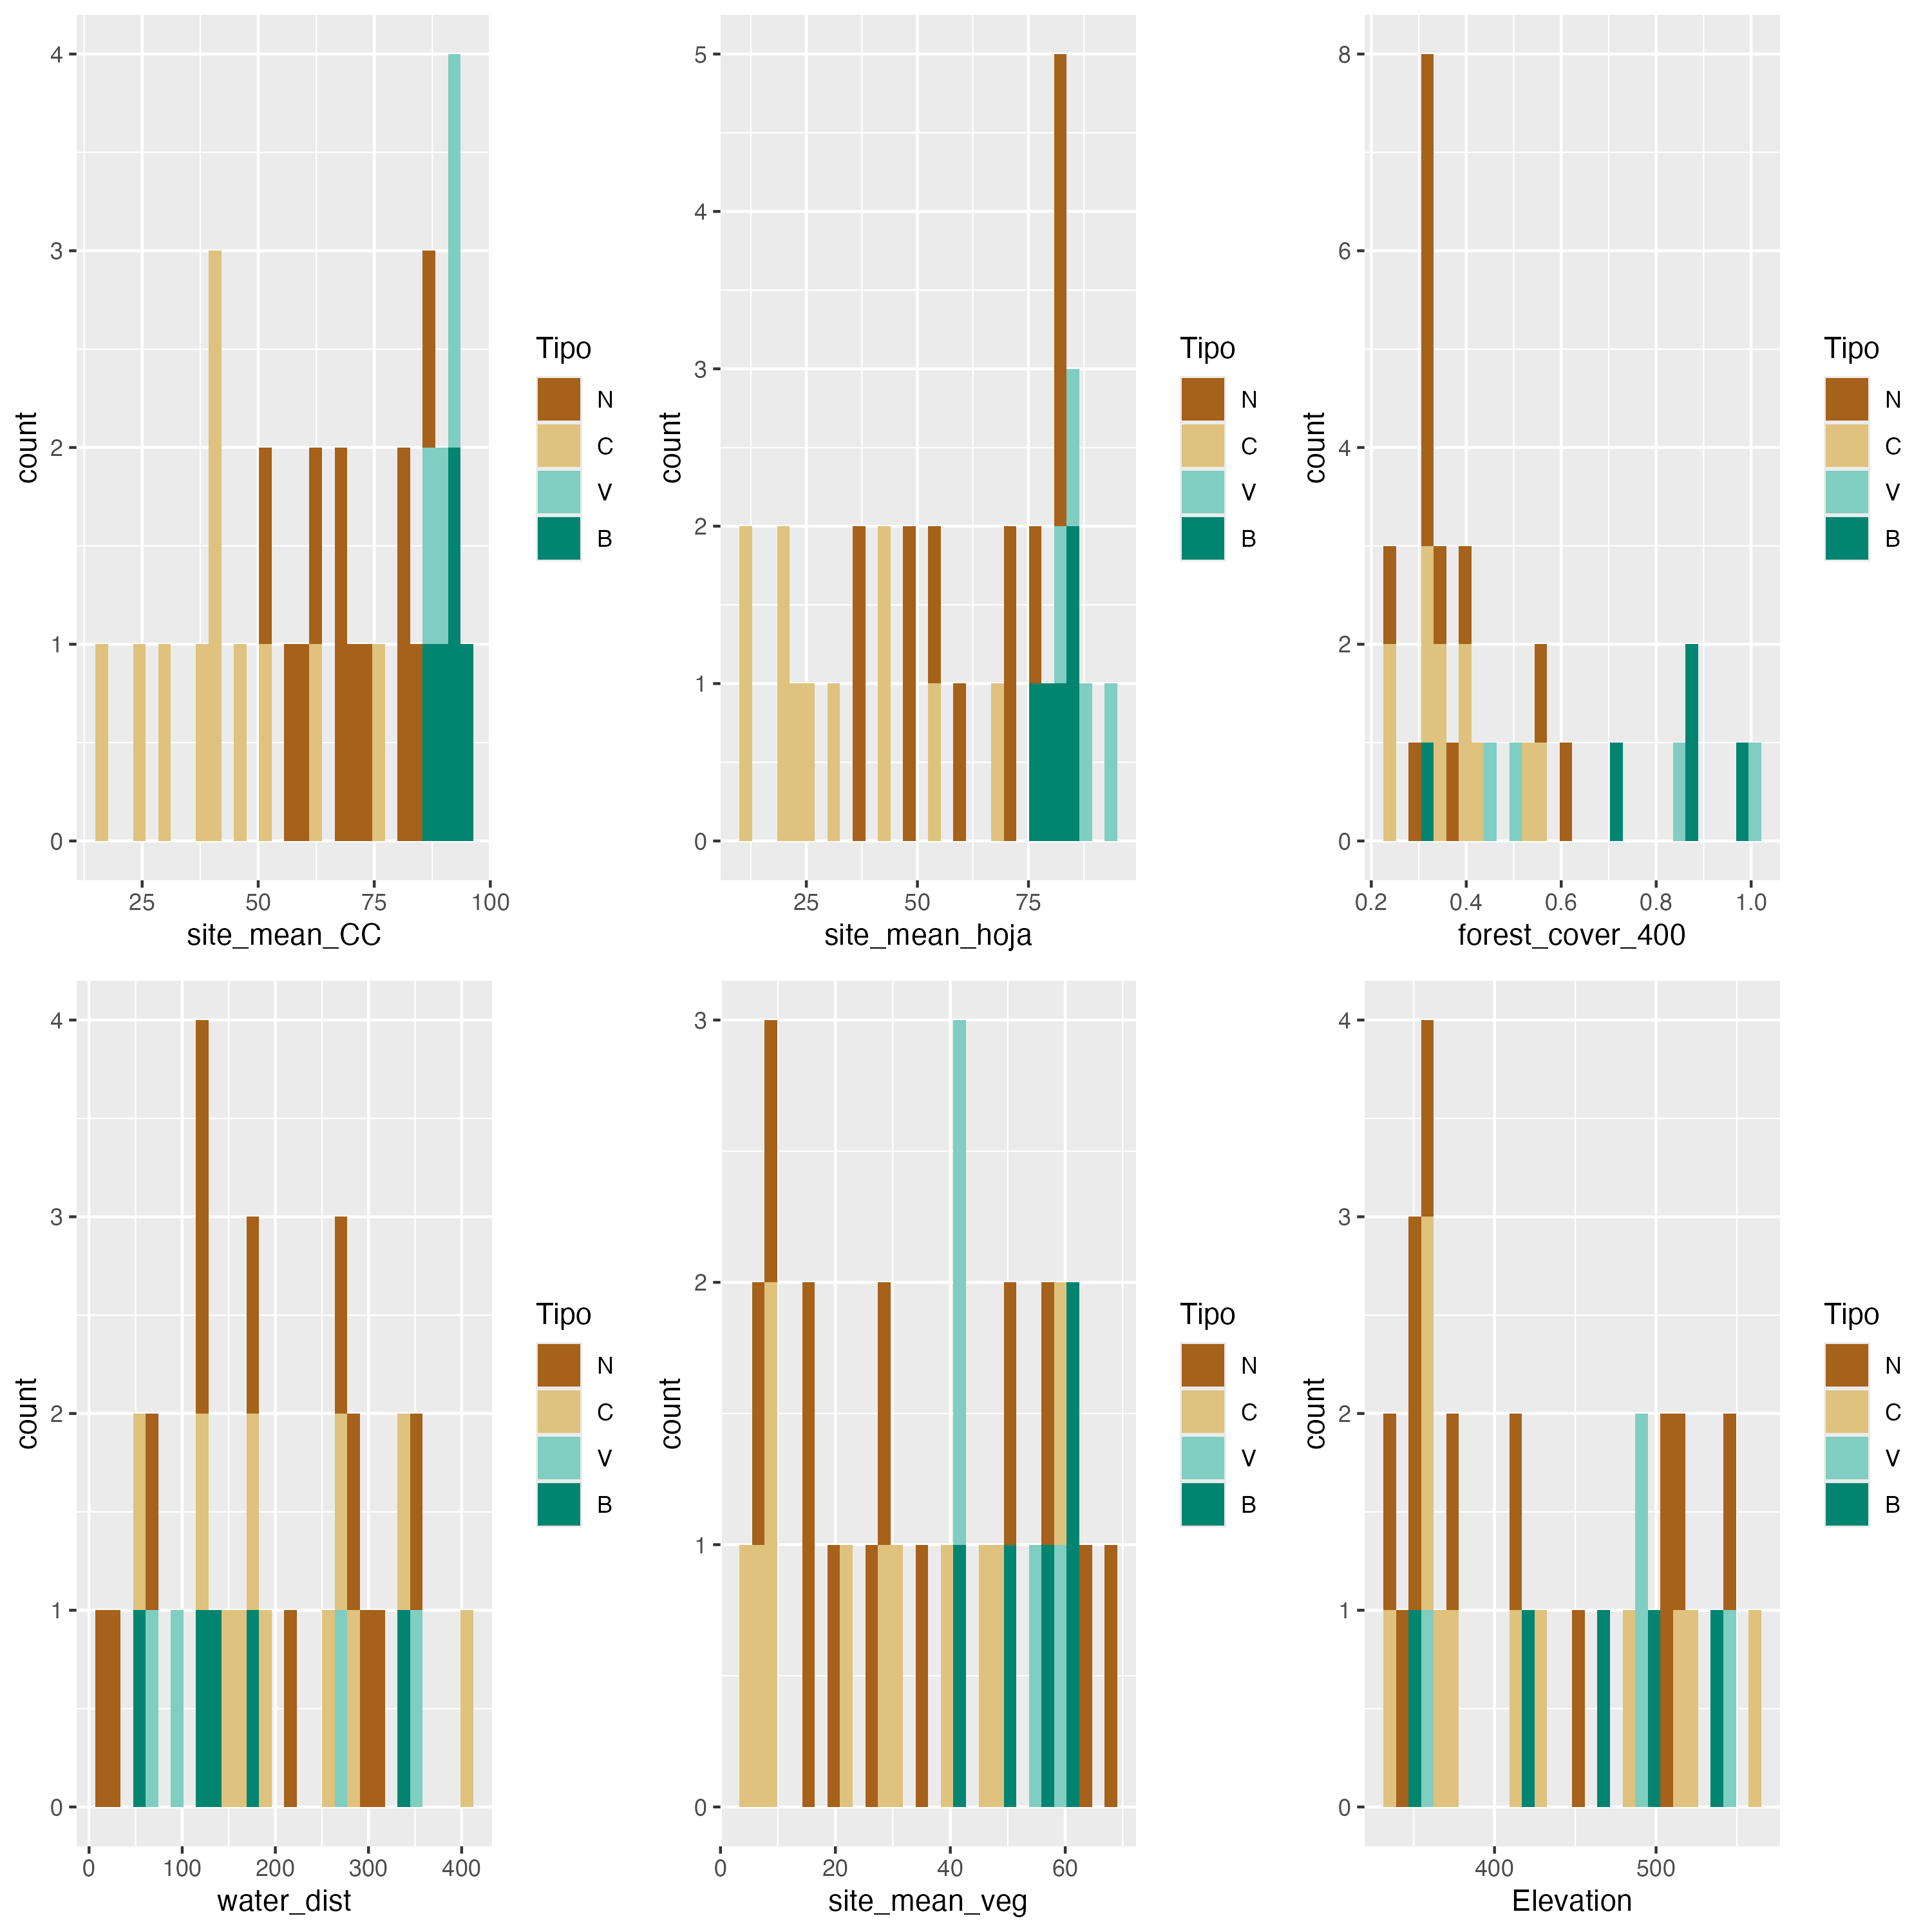 4
3
2
1
0
count
25 50 75 100
site_mean_CC
Tipo
N
C
V
B
5
4
3
2
1
0
count
25 50 75
site_mean_hoja
Tipo
N
C
V
B
8
6
4
2
0
count
0.2 0.4 0.6 0.8 1.0
forest_cover_400
Tipo
N
C
V
B
4
3
2
1
0
count
0 100 200 300 400
water_dist
Tipo
N
C
V
B
3
2
1
0
count
0 20 40 60
site_mean_veg
Tipo
N
C
V
B
4
3
2
1
0
count
400 500
Elevation
Tipo
N
C
V
B